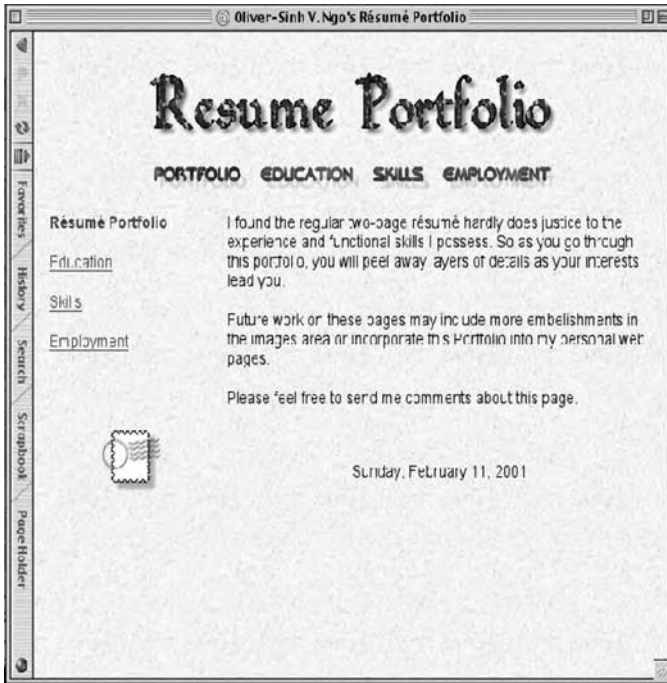 Oliver-Sinh V. Ngo's Résumé Portfolio
Resume Portfolio
PORTFOLIO EDUCATION SKILLS EMPLOYMENT
Favorites
History
Search
Scrapbook
Page Holder
Résumé Portfolio
Education
Skills
Employment
I found the regular two-page résumé hardly does justice to the
experience and functional skills I possess. So as you go through
this portfolio, you will peel away layers of details as your interests
lead you.
Future work on these pages may include more embelishments in
the images area or incorporate this Portfolio into my personal web
pages.
Please feel free to send me comments about this page.
Sunday, February 11, 2001